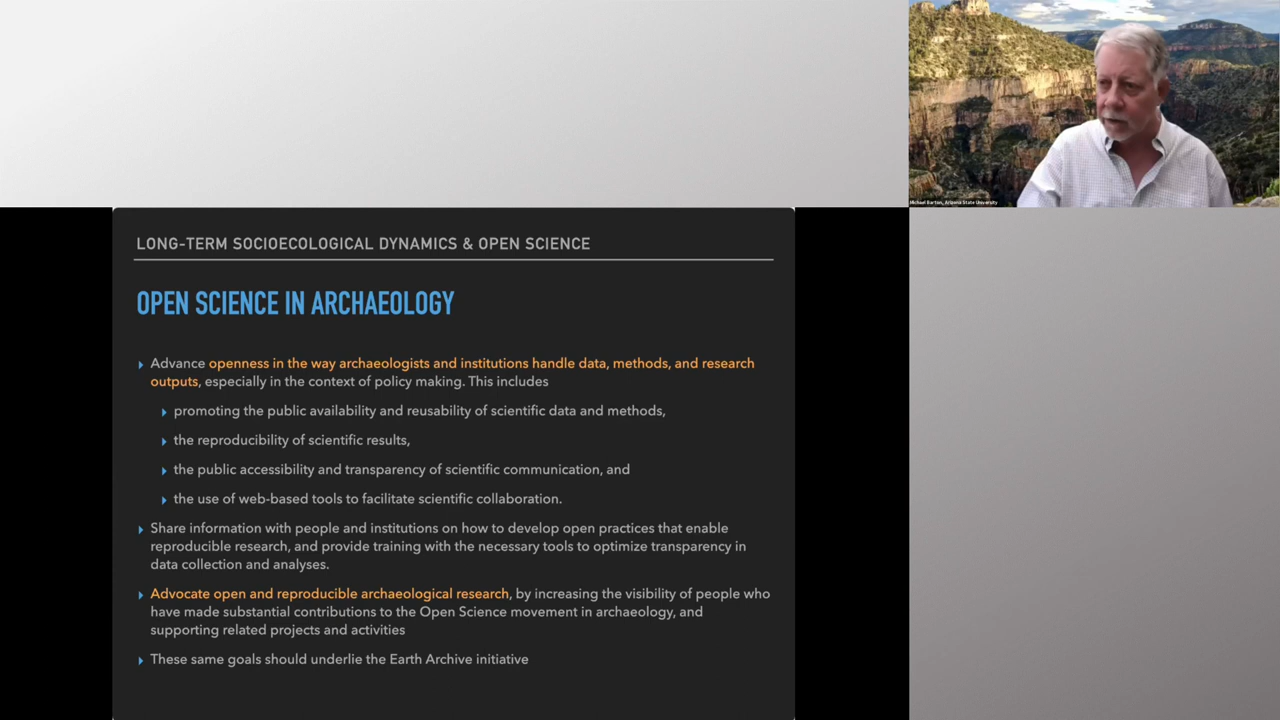 Michael Barton, Arizona State University
LONG-TERM SOCIOECOLOGICAL DYNAMICS & OPEN SCIENCE
OPEN SCIENCE IN ARCHAEOLOGY
Advance openness in the way archaeologists and institutions handle data, methods, and research
outputs, especially in the context of policy making. This includes
promoting the public availability and reusability of scientific data and methods,
the reproducibility of scientific results,
the public accessibility and transparency of scientific communication, and
the use of web-based tools to facilitate scientific collaboration.
Share information with people and institutions on how to develop open practices that enable
reproducible research, and provide training with the necessary tools to optimize transparency in
data collection and analyses.
Advocate open and reproducible archaeological research, by increasing the visibility of people who
have made substantial contributions to the Open Science movement in archaeology, and
supporting related projects and activities
These same goals should underlie the Earth Archive initiative